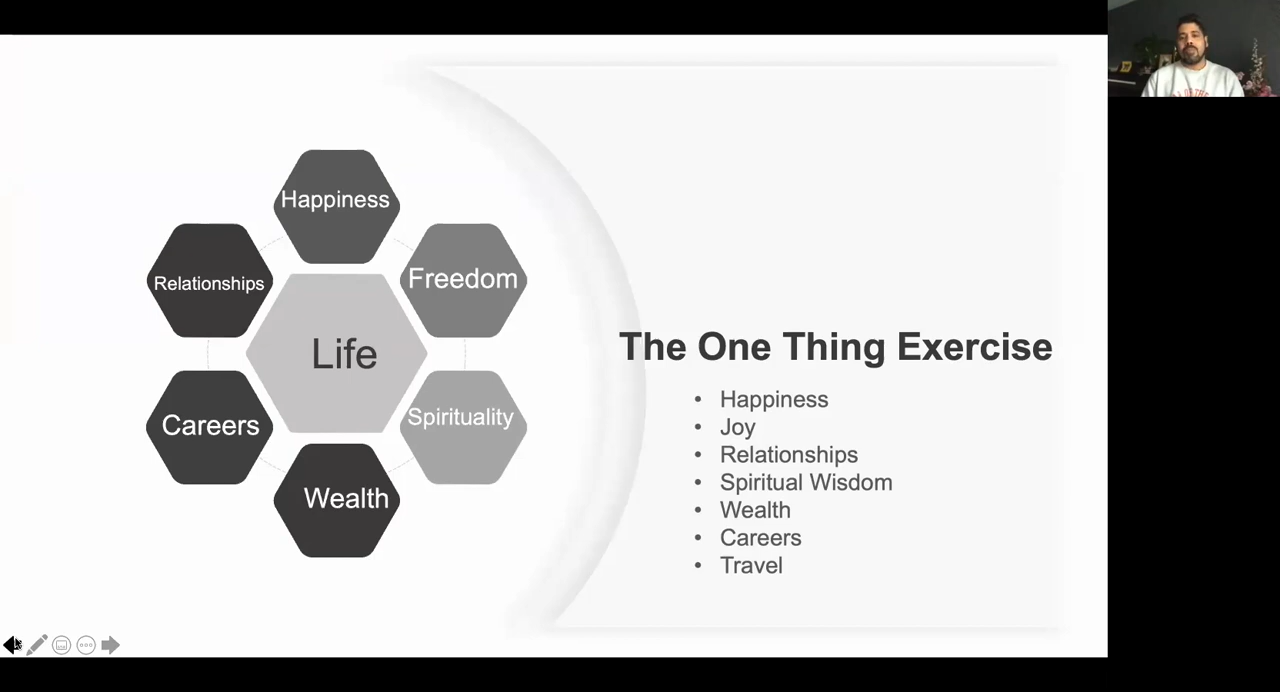 Happiness
Relationships
Freedom
Life
Careers
Spirituality
Wealth
The One Thing Exercise
• Happiness
• Joy
• Relationships
• Spiritual Wisdom
• Wealth
• Careers
• Travel